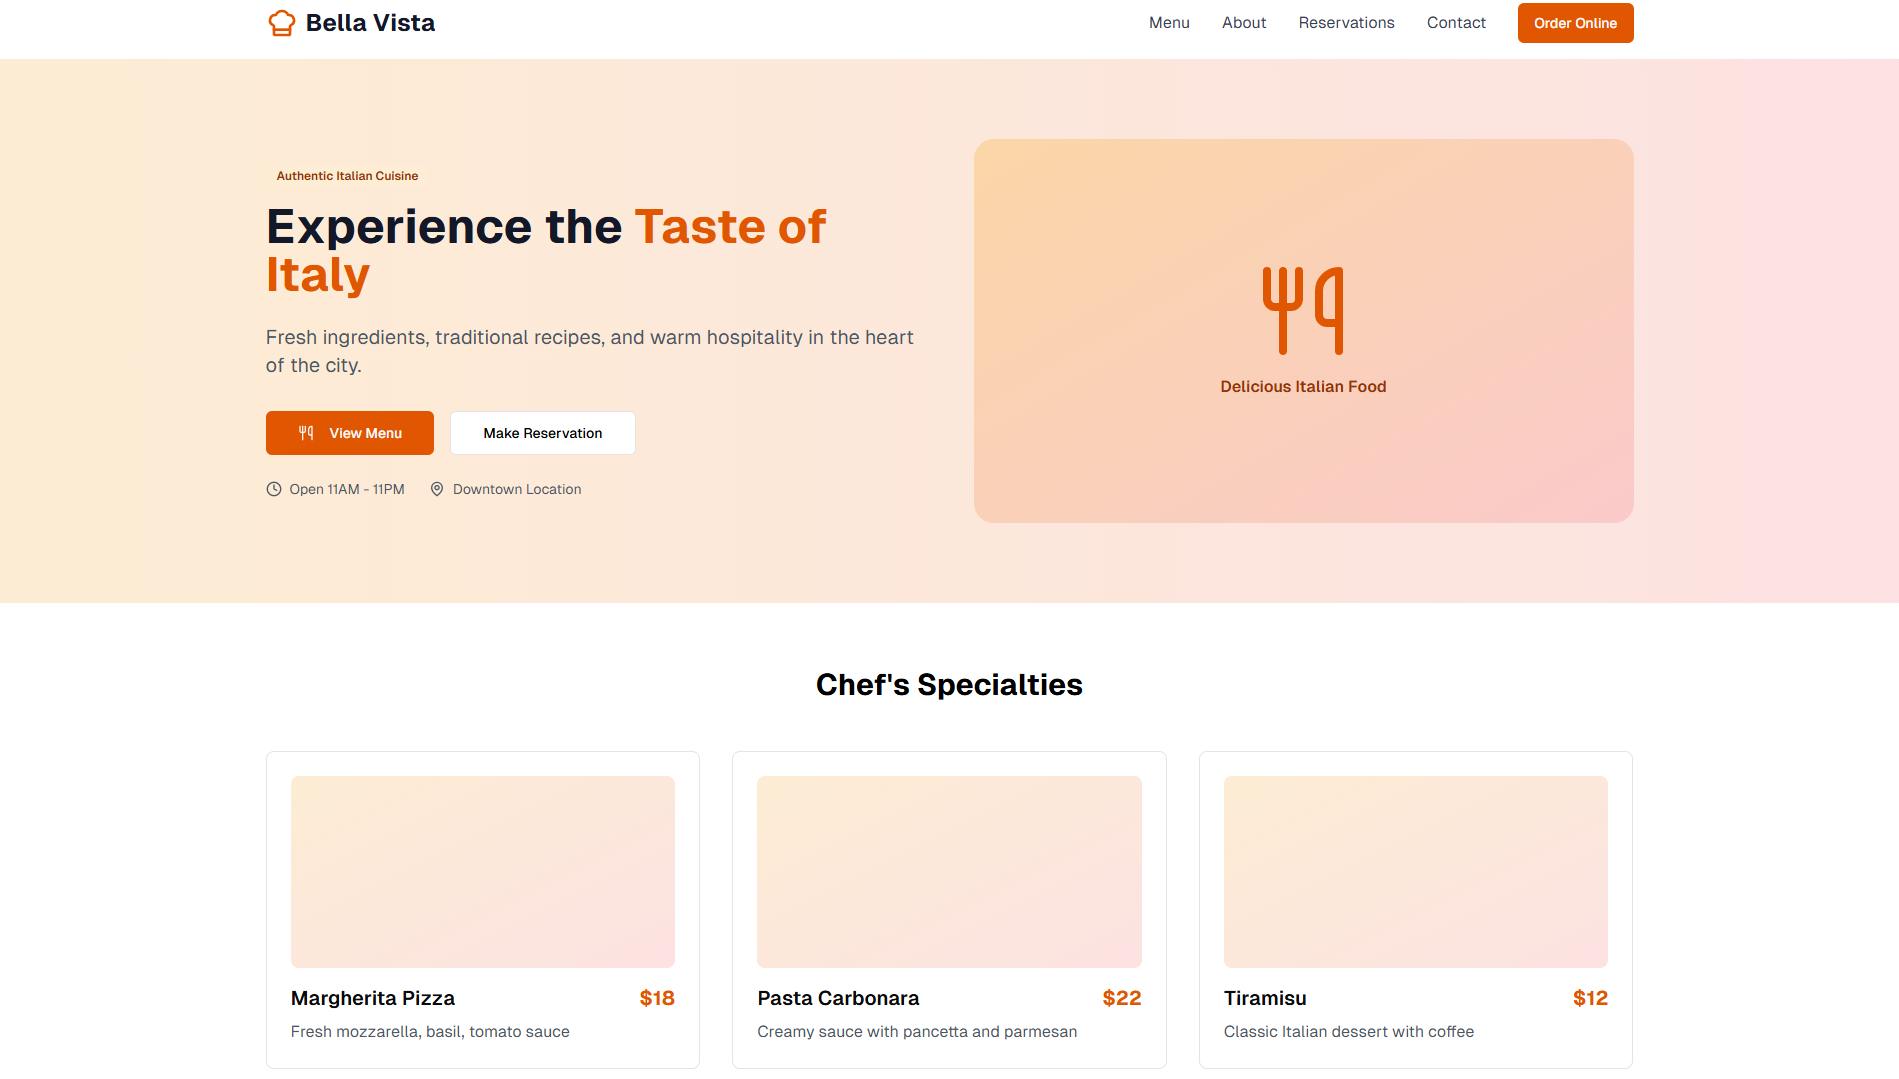 Bella Vista
Menu About Reservations Contact Order Online
Authentic Italian Cuisine
Experience the Taste of
Italy
Fresh ingredients, traditional recipes, and warm hospitality in the heart
of the city.
View Menu Make Reservation
Open 11AM - 11PM Downtown Location
Delicious Italian Food
Chef's Specialties
Margherita Pizza $18
Fresh mozzarella, basil, tomato sauce
Pasta Carbonara $22
Creamy sauce with pancetta and parmesan
Tiramisu $12
Classic Italian dessert with coffee